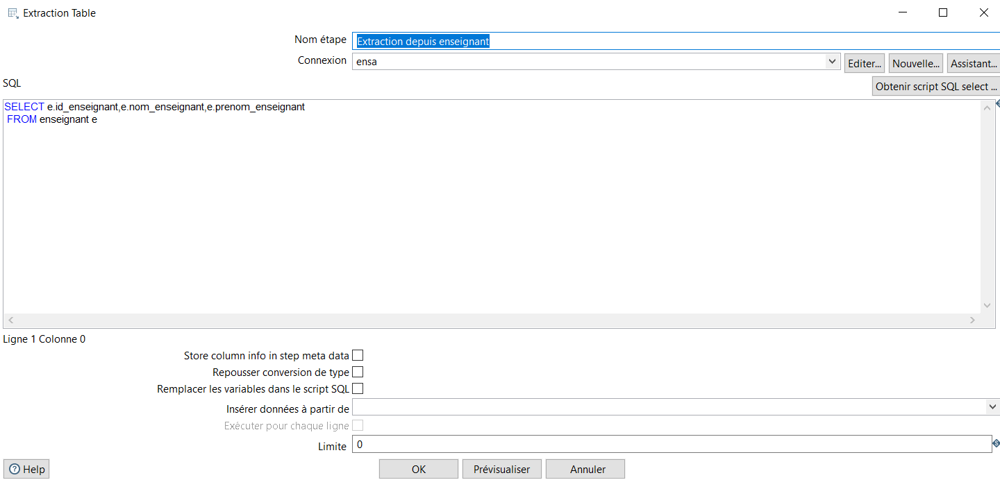 Extraction Table
Nom étape Extraction depuis enseignant
Connexion ensa Editer... Nouvelle... Assistant...
SQL Obtenir script SQL select ...
SELECT e.id_enseignant,e.nom_enseignant,e.prenom_enseignant
FROM enseignant e
Ligne 1 Colonne 0
Store column info in step meta data
Repousser conversion de type
Remplacer les variables dans le script SQL
Insérer données à partir de
Exécuter pour chaque ligne
Limite 0
Help OK Prévisualiser Annuler